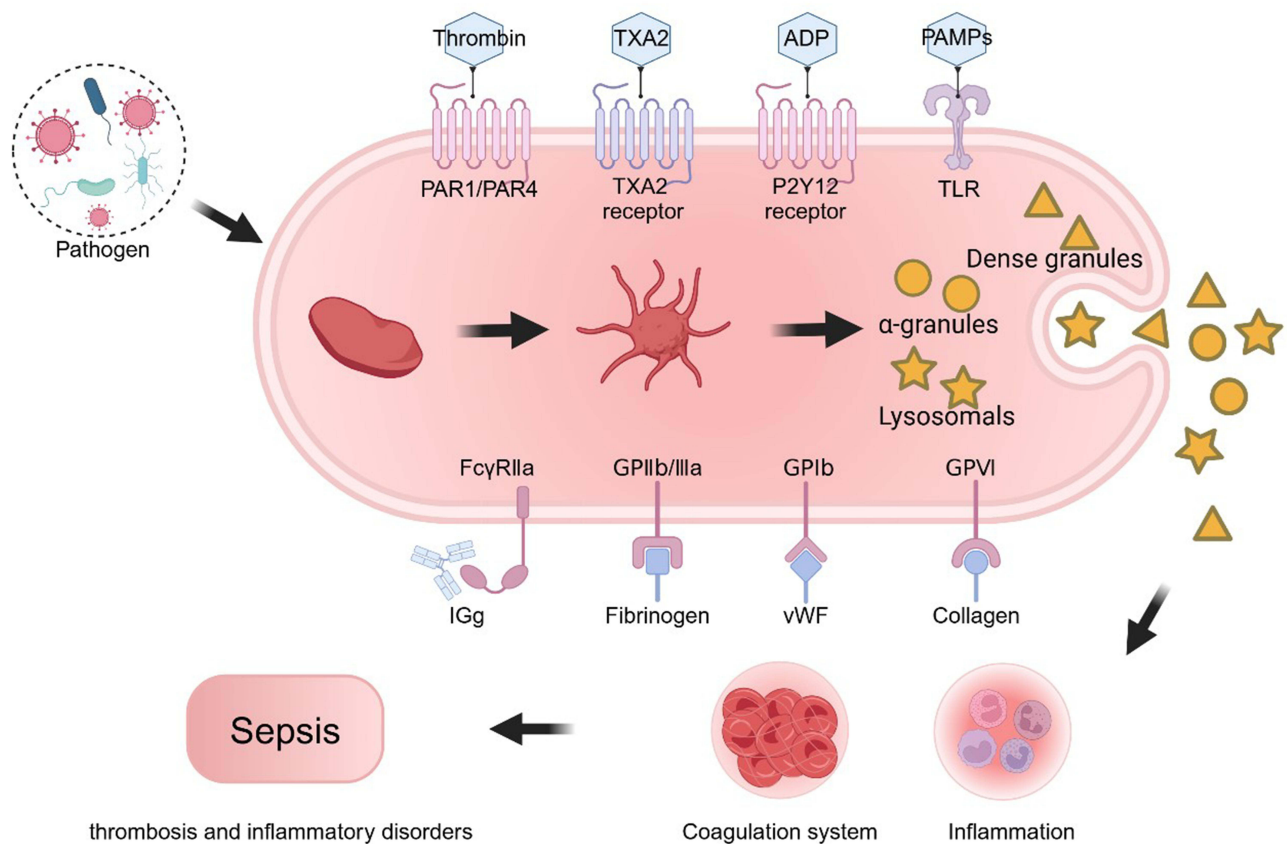 Thrombin
TXA2
ADP
PAMPs
Pathogen
PAR1/PAR4
TXA2
receptor
P2Y12
receptor
TLR
Dense granules
α-granules
Lysosomals
FcγRIIa
GPIIb/IIIa
GPIb
GPVI
IGg
Fibrinogen
vWF
Collagen
Sepsis
thrombosis and inflammatory disorders
Coagulation system
Inflammation